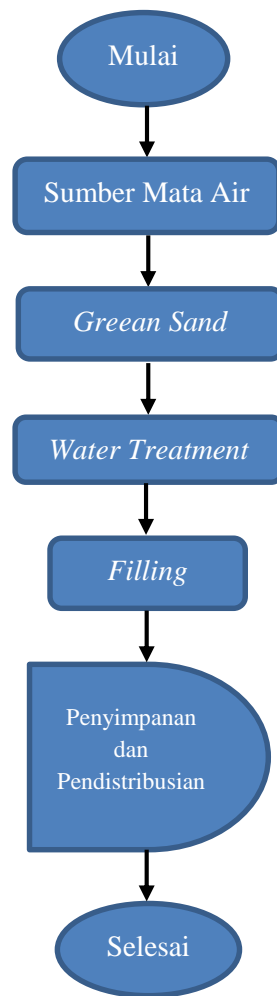 Mulai
Sumber Mata Air
Greean Sand
Water Treatment
Filling
Penyimpanan
dan
Pendistribusian
Selesai